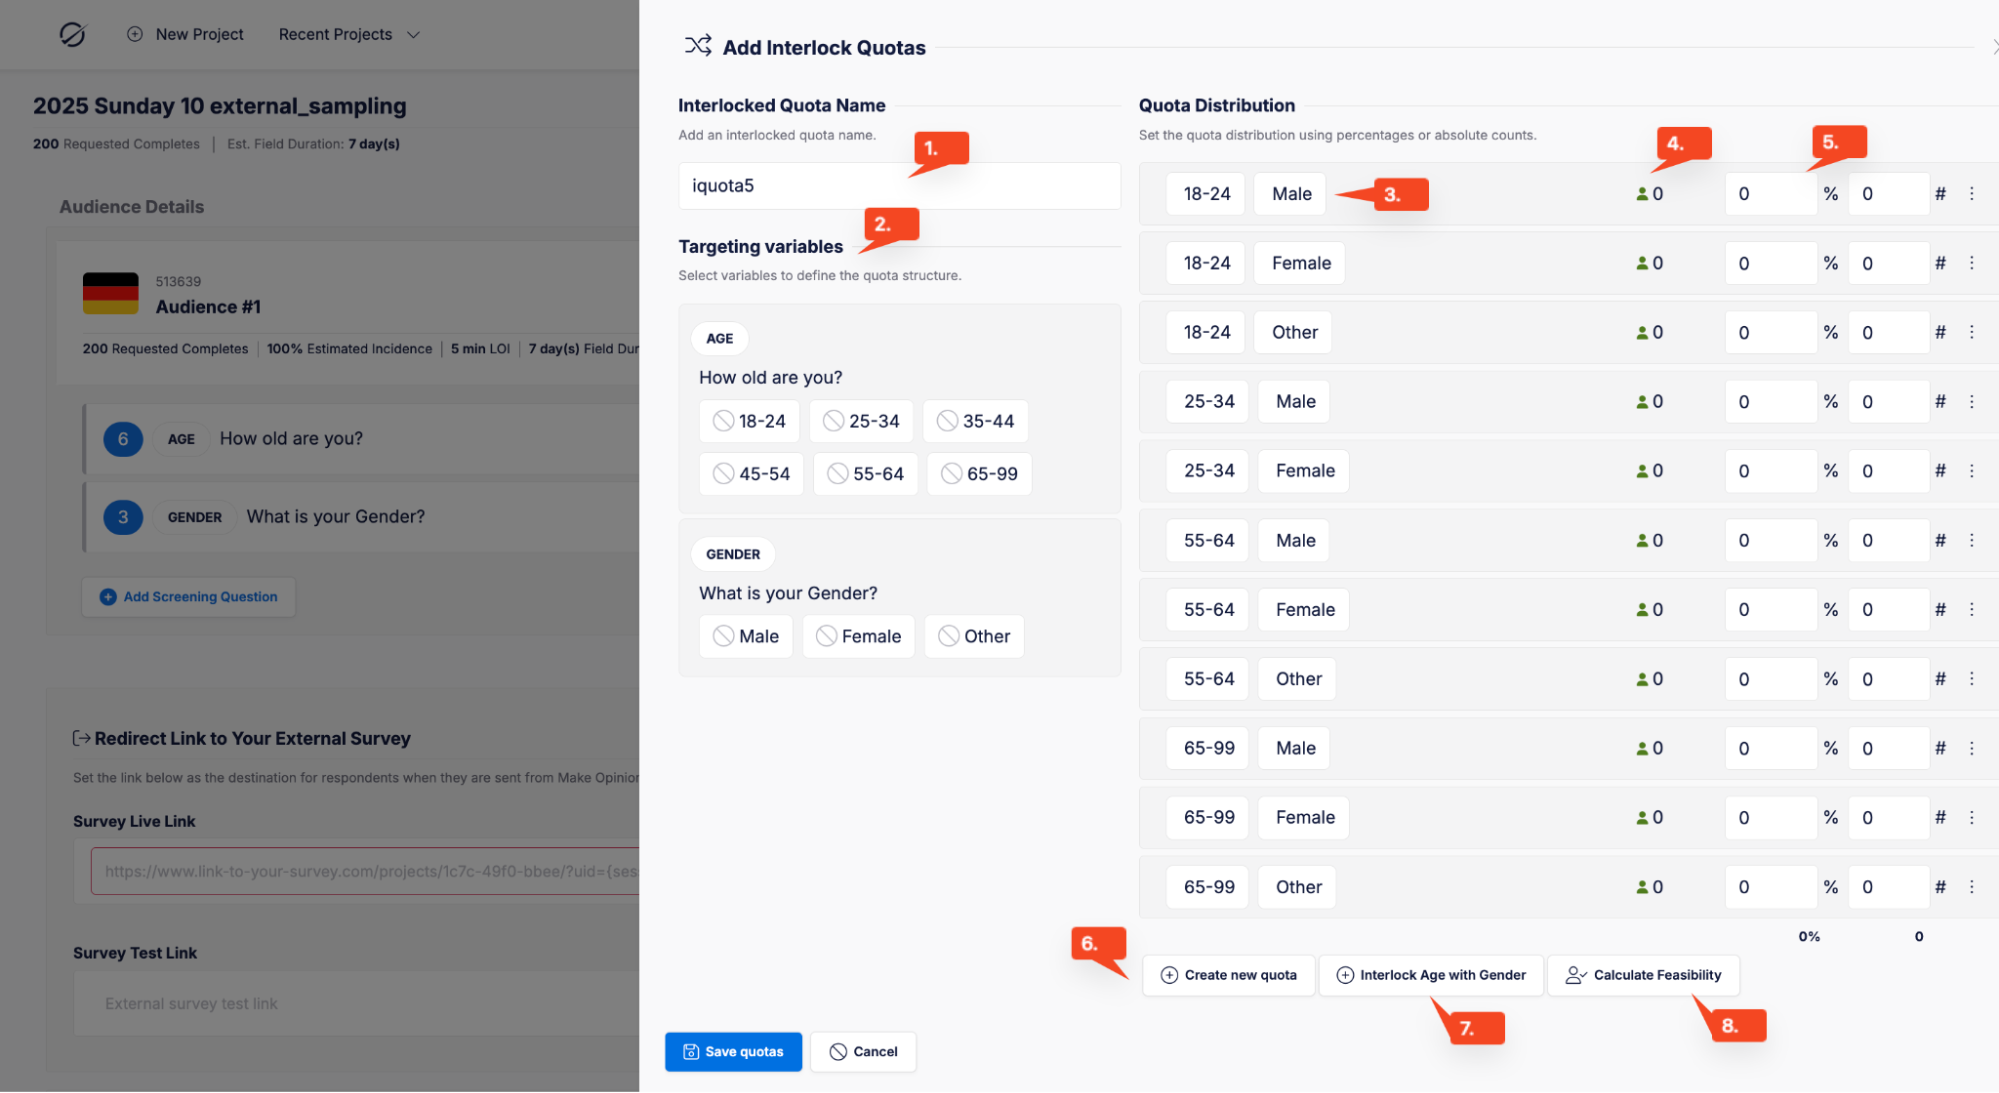 New Project
Recent Projects
2025 Sunday 10 external_sampling
200 Requested Completes | Est. Field Duration: 7 day(s)
Audience Details
513639
Audience #1
200 Requested Completes | 100% Estimated Incidence | 5 min LOI | 7 day(s) Field Dur
6 AGE How old are you?
3 GENDER What is your Gender?
Add Screening Question
Redirect Link to Your External Survey
Set the link below as the destination for respondents when they are sent from Make Opinion
Survey Live Link
https://www.link-to-your-survey.com/projects/1c7c-49f0-bbee/?uid={ses
Survey Test Link
External survey test link
Add Interlock Quotas
Interlocked Quota Name
Add an interlocked quota name.
1.
iquota5
2.
Targeting variables
Select variables to define the quota structure.
AGE
How old are you?
18-24 25-34 35-44
45-54 55-64 65-99
GENDER
What is your Gender?
Male Female Other
Quota Distribution
Set the quota distribution using percentages or absolute counts.
4. 5.
18-24 Male 3. 0 0 % 0 #
18-24 Female 0 0 % 0 #
18-24 Other 0 0 % 0 #
25-34 Male 0 0 % 0 #
25-34 Female 0 0 % 0 #
55-64 Male 0 0 % 0 #
55-64 Female 0 0 % 0 #
55-64 Other 0 0 % 0 #
65-99 Male 0 0 % 0 #
65-99 Female 0 0 % 0 #
65-99 Other 0 0 % 0 #
0% 0
6.
Create new quota Interlock Age with Gender Calculate Feasibility
7. 8.
Save quotas Cancel